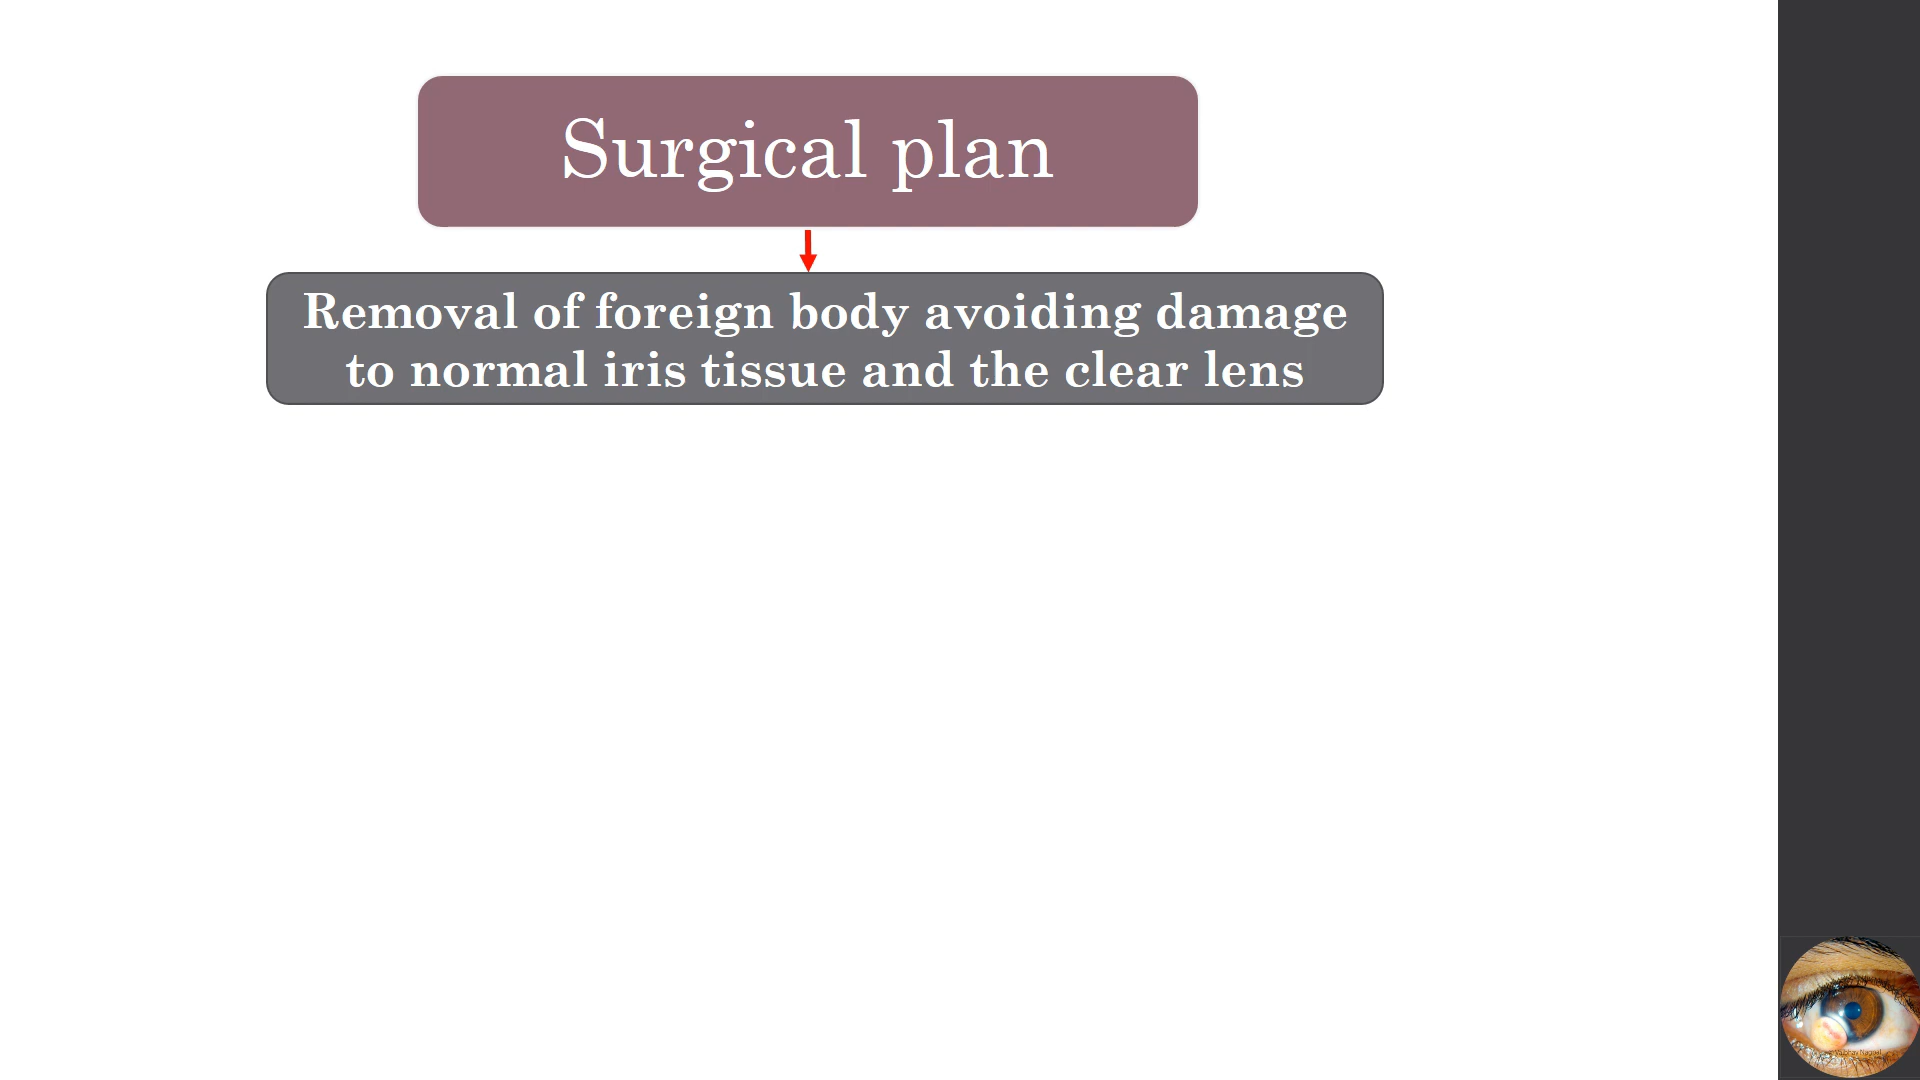 Surgical plan
Removal of foreign body avoiding damage
to normal iris tissue and the clear lens